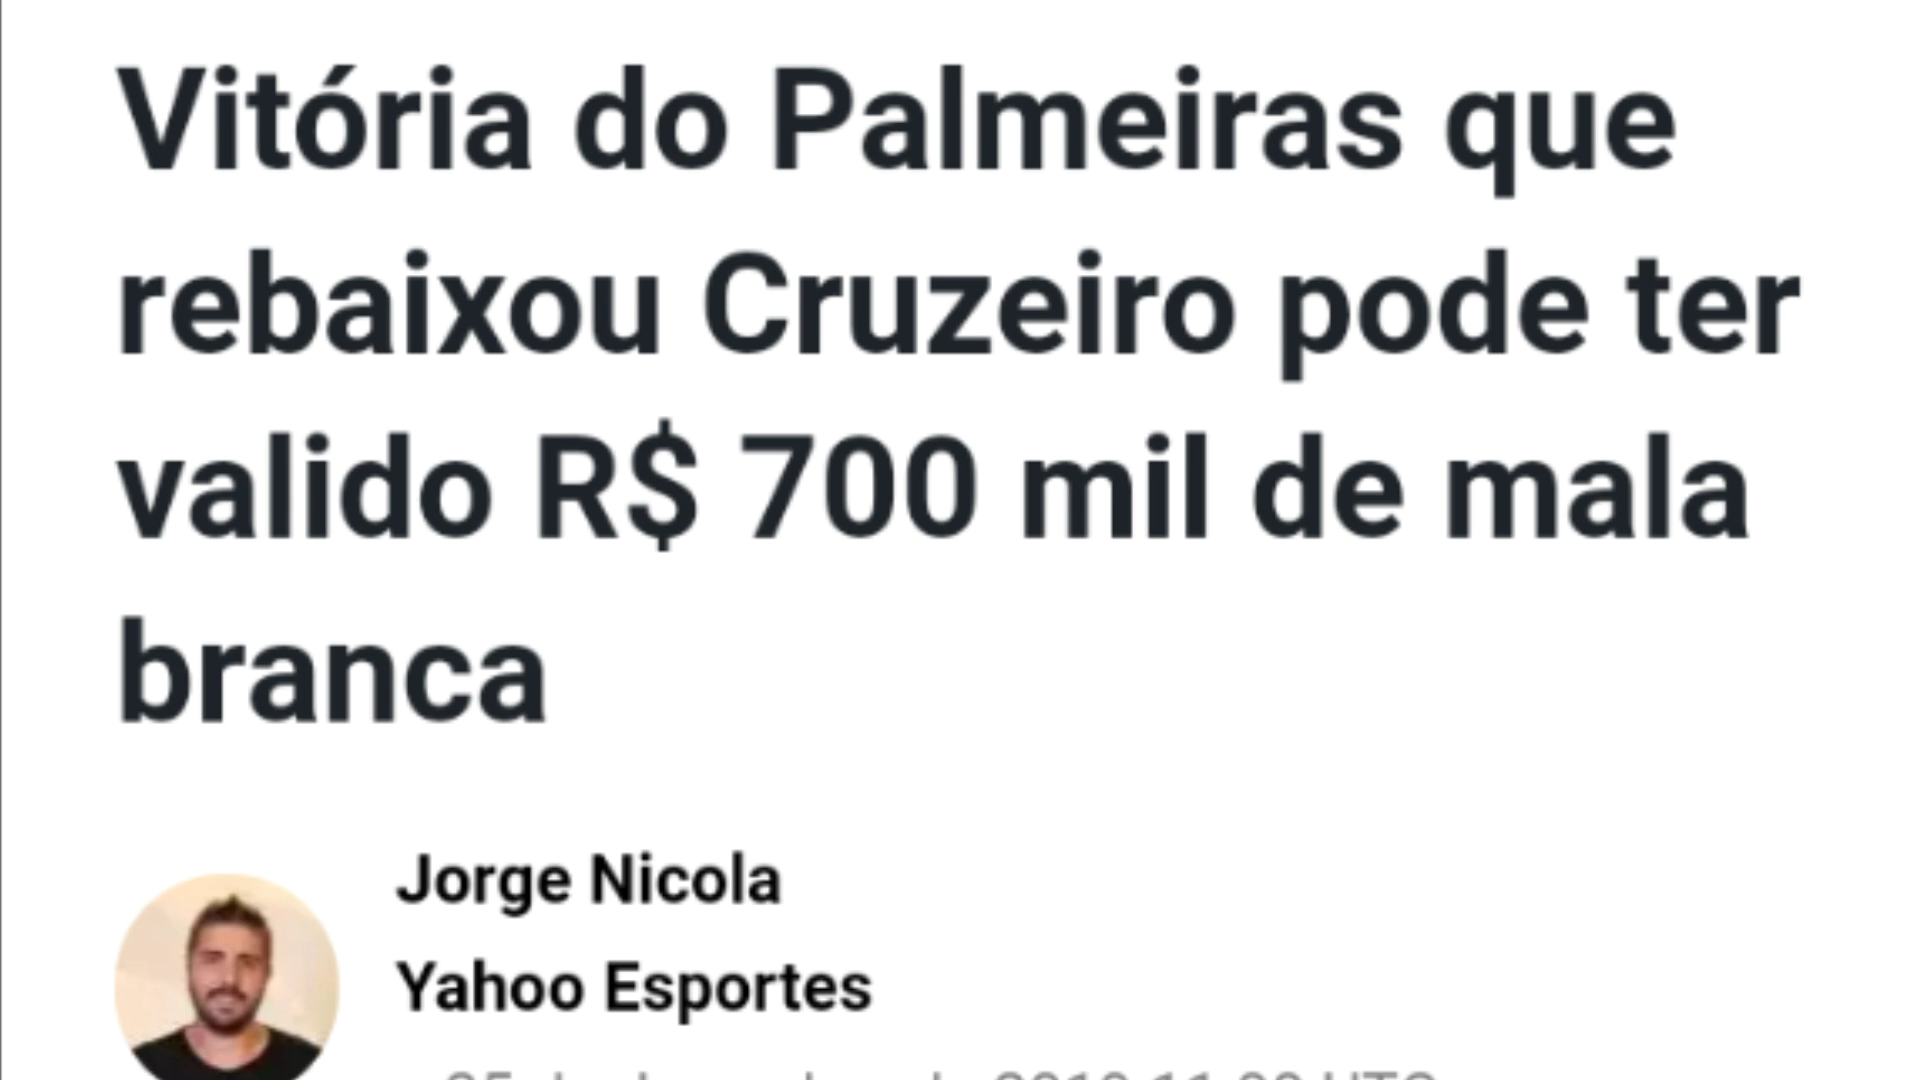 Vitória do Palmeiras que
rebaixou Cruzeiro pode ter
valido R$ 700 mil de mala
branca
Jorge Nicola
Yahoo Esportes